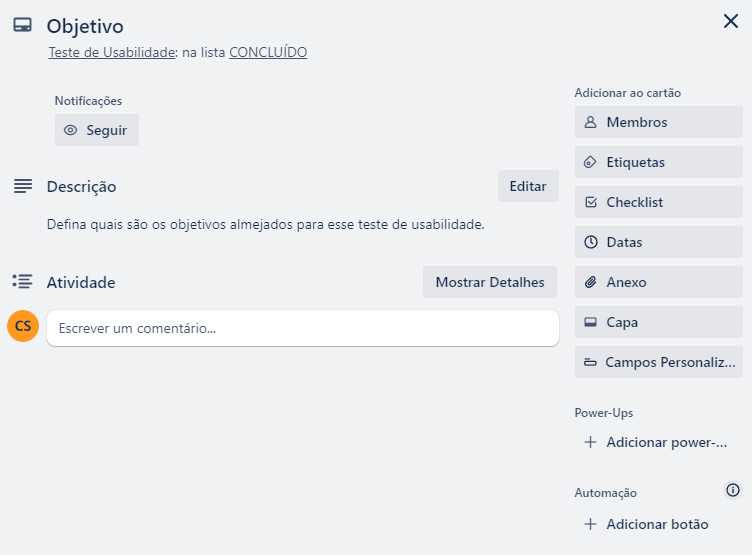 Objetivo
Teste de Usabilidade: na lista CONCLUÍDO
Notificações
Seguir
Descrição
Editar
Defina quais são os objetivos almejados para esse teste de usabilidade.
Atividade
Mostrar Detalhes
CS
Escrever um comentário...
Adicionar ao cartão
Membros
Etiquetas
Checklist
Datas
Anexo
Capa
Campos Personaliz...
Power-Ups
Adicionar power-...
Automação
Adicionar botão